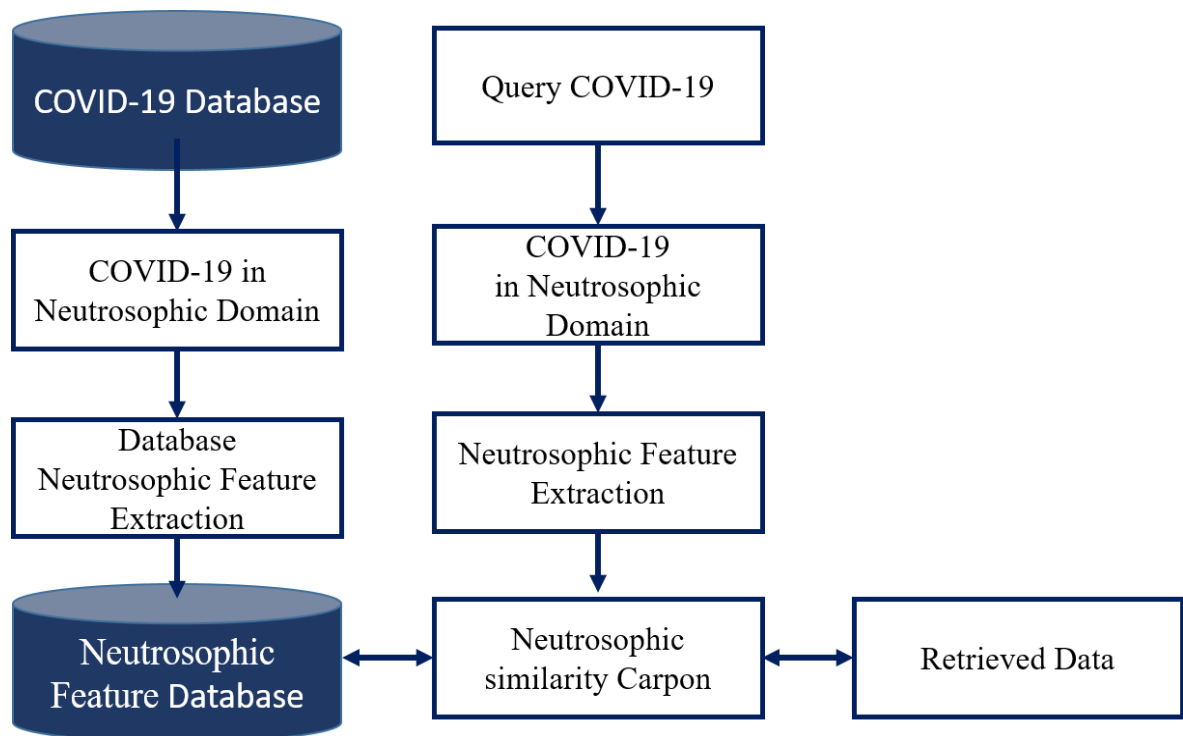 COVID-19 Database
Query COVID-19
COVID-19 in
Neutrosophic Domain
COVID-19
in Neutrosophic
Domain
Database
Neutrosophic Feature
Extraction
Neutrosophic Feature
Extraction
Neutrosophic
Feature Database
Neutrosophic
similarity Carpon
Retrieved Data